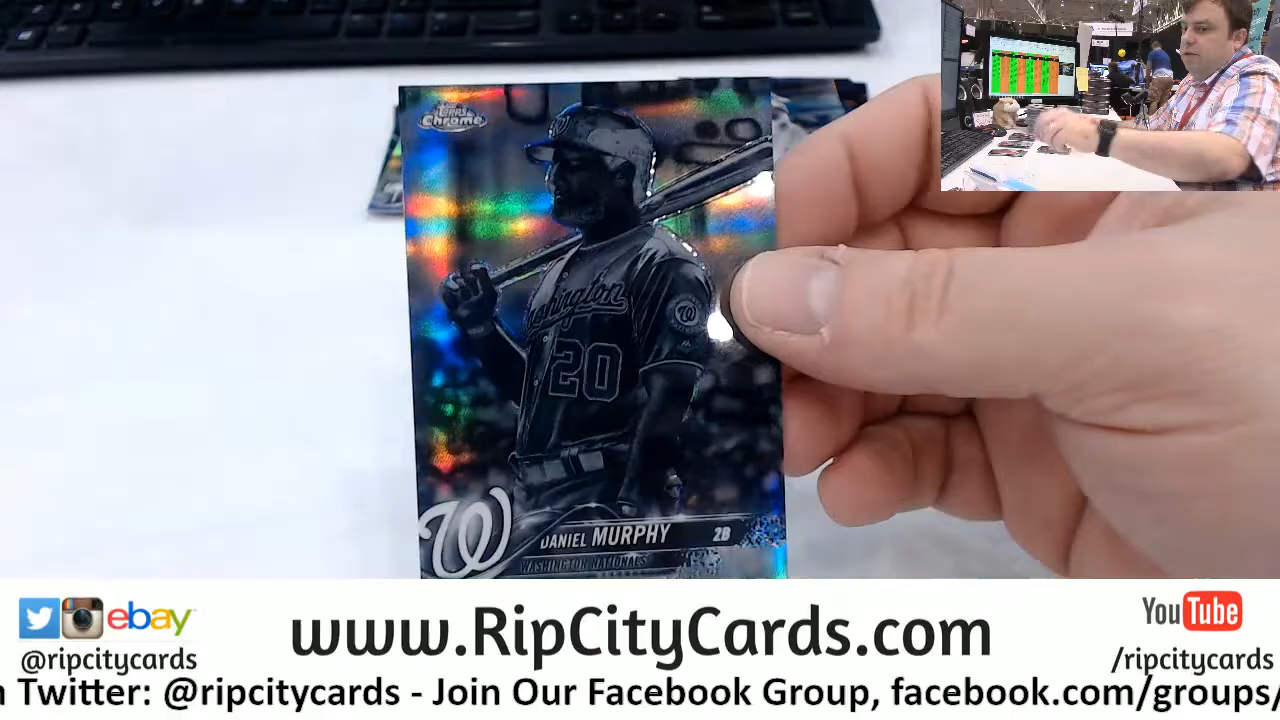 Topps
Chrome
Washington
20
W
W
DANIEL MURPHY 2B
WASHINGTON NATIONALS
ebay
@ripcitycards
www.RipCityCards.com
YouTube
/ripcitycards
Twitter: @ripcitycards - Join Our Facebook Group, facebook.com/groups/